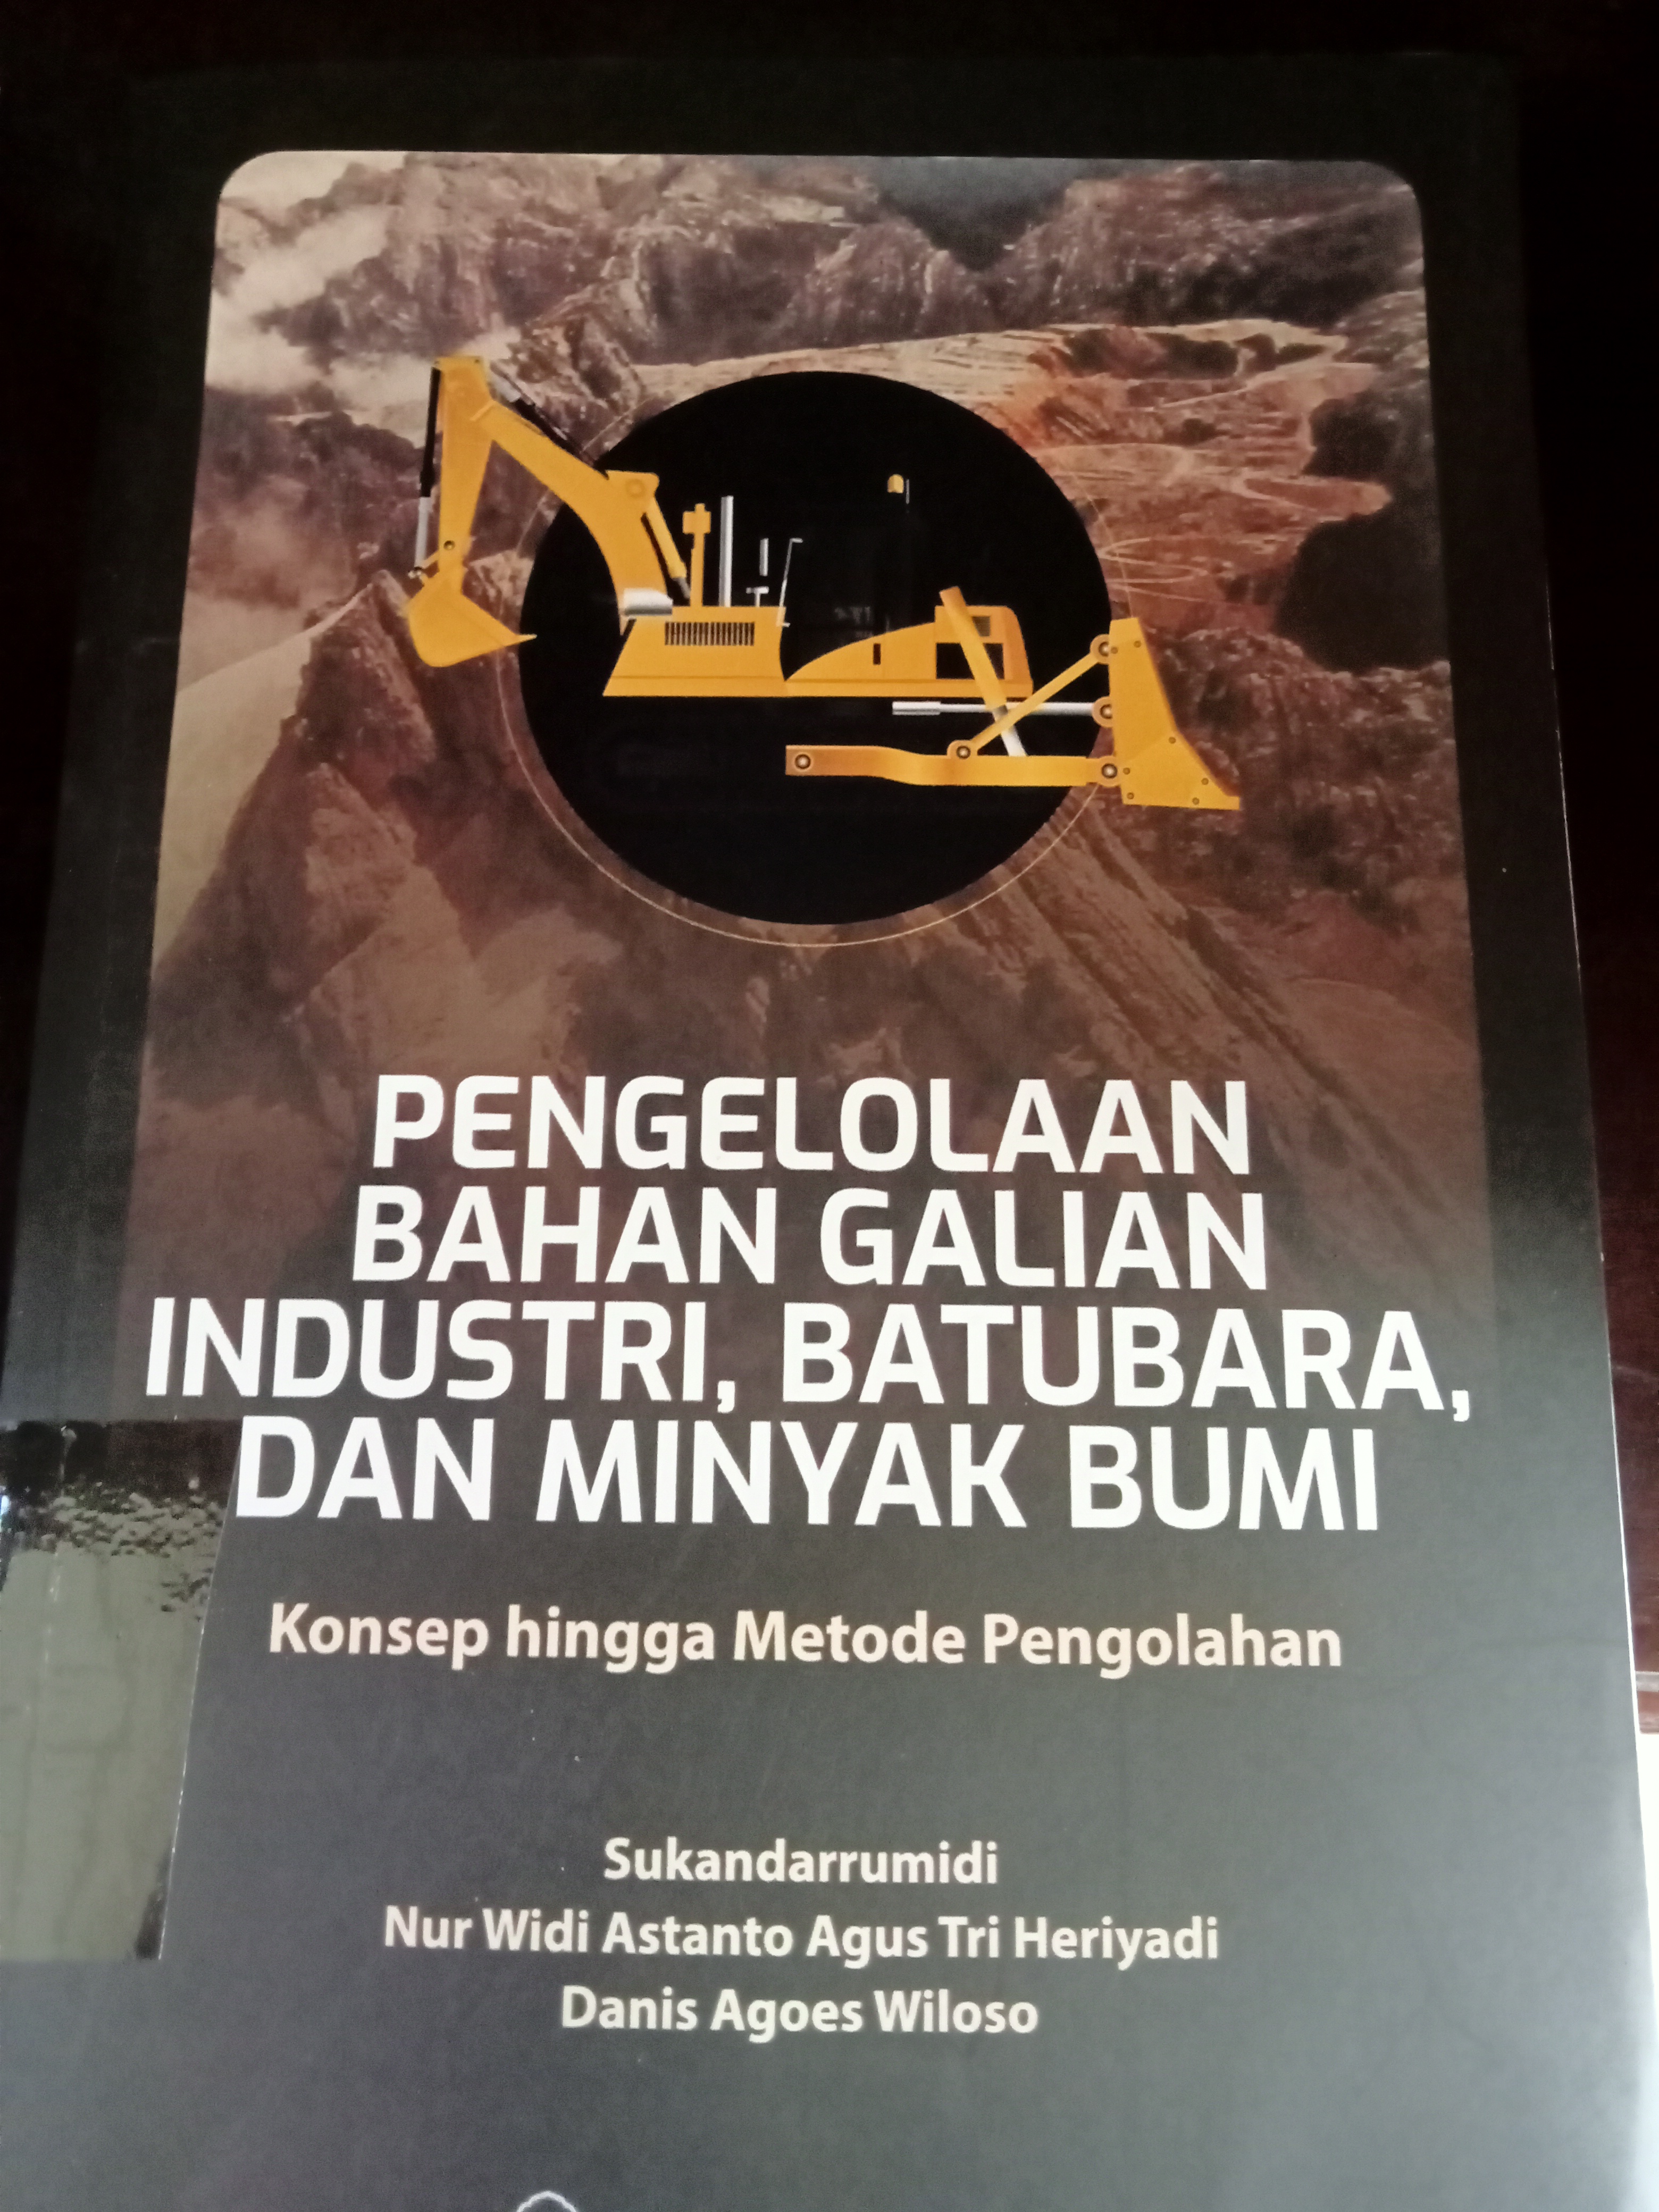 PENGELOLAAN
BAHAN GALIAN
INDUSTRI, BATUBARA,
DAN MINYAK BUMI
Konsep hingga Metode Pengolahan
Sukandarrumidi
Nur Widi Astanto Agus Tri Heriyadi
Danis Agoes Wiloso